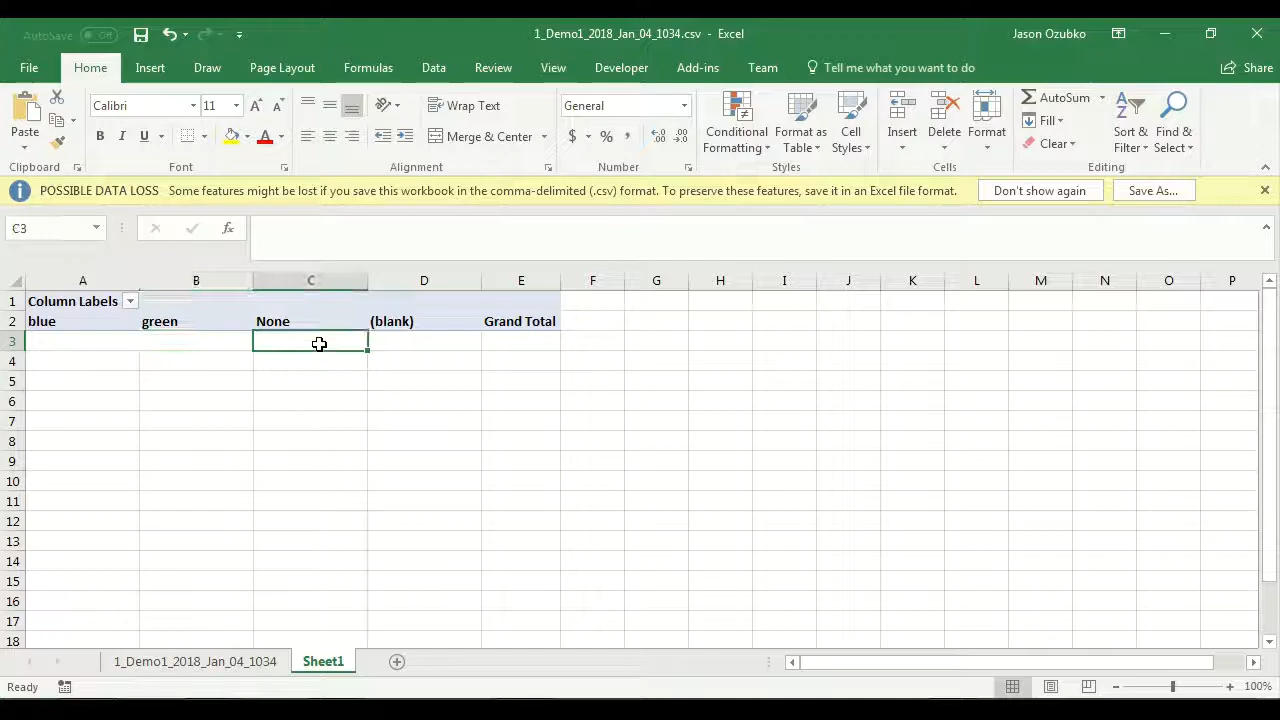 AutoSave Off 1_Demo1_2018_Jan_04_1034.csv - Excel Jason Ozubko
File Home Insert Draw Page Layout Formulas Data Review View Developer Add-ins Team Tell me what you want to do Share
Paste Calibri 11 A A Wrap Text General Conditional Format as Cell Insert Delete Format AutoSum Sort & Find &
B I U A Merge & Center $ % , Formatting Table Styles Fill Filter Select
Clear
Clipboard Font Alignment Number Styles Cells Editing
POSSIBLE DATA LOSS Some features might be lost if you save this workbook in the comma-delimited (.csv) format. To preserve these features, save it in an Excel file format. Don't show again Save As...
C3 fx
A B C D E F G H I J K L M N O P
1 Column Labels
2 blue green None (blank) Grand Total
3
4
5
6
7
8
9
10
11
12
13
14
15
16
17
18
1_Demo1_2018_Jan_04_1034 Sheet1
Ready 100%